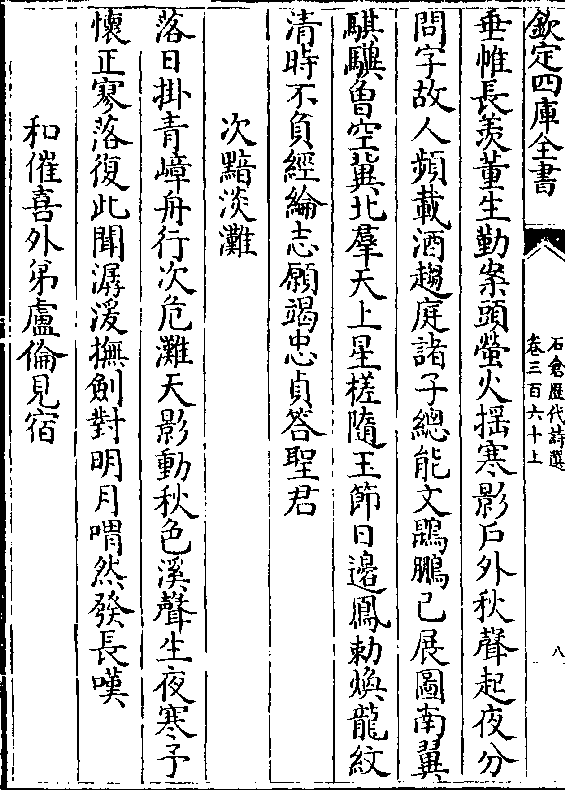 欽定四庫全書
石倉歷代詩選
卷三百六十上
八
垂帷長羨董生勤案頭螢火揺寒影戶外秋聲起夜分
問字故人頻載酒趨庭諸子總能文鵾鵬已展圖南翼
騏驥曽空冀北羣天上星槎隨玉節日邊鳳勅煥龍紋
清時不負經綸志願竭忠貞答聖君
次黯淡灘
落日掛青嶂舟行次危灘天影動秋色溪聲生夜寒予
懷正寥落復此聞潺湲撫劍對明月喟然發長嘆
和催喜外弟盧倫見宿